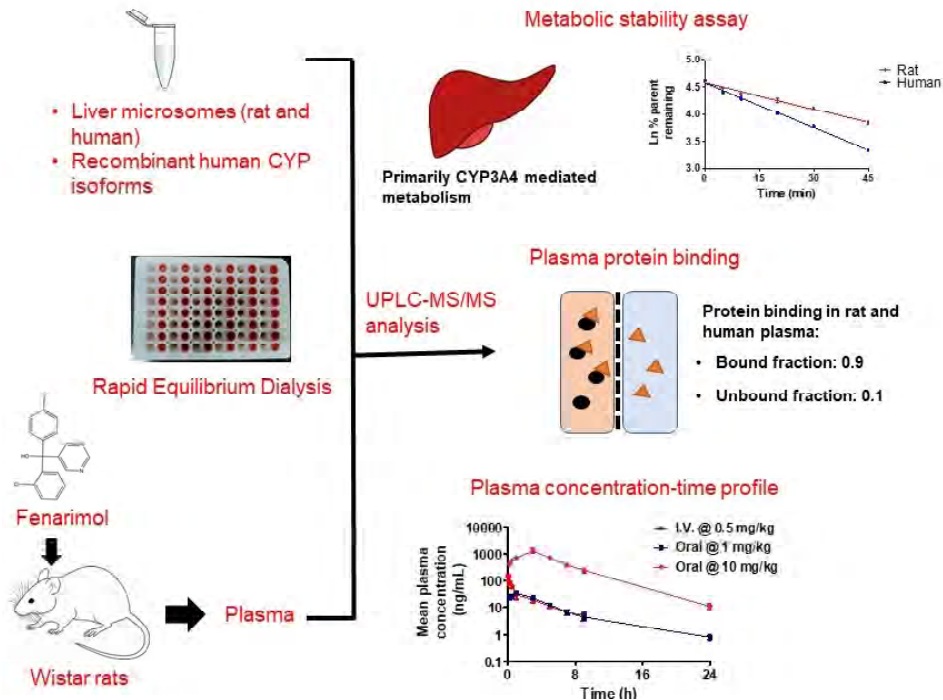 Metabolic stability assay
• Liver microsomes (rat and
human)
• Recombinant human CYP
isoforms
Primarily CYP3A4 mediated
metabolism
Ln % parent
remaining
5.0
4.5
4.0
3.5
3.0
0
15
30
45
Time (min)
Rat
Human
Rapid Equilibrium Dialysis
UPLC-MS/MS
analysis
Plasma protein binding
Protein binding in rat and
human plasma:
• Bound fraction: 0.9
• Unbound fraction: 0.1
HO
N
Fenarimol
Wistar rats
Plasma
Plasma concentration-time profile
Mean plasma
concentration
(ng/mL)
10000
1000
100
10
1
0.1
0
8
16
24
Time (h)
I.V. @ 0.5 mg/kg
Oral @ 1 mg/kg
Oral @ 10 mg/kg